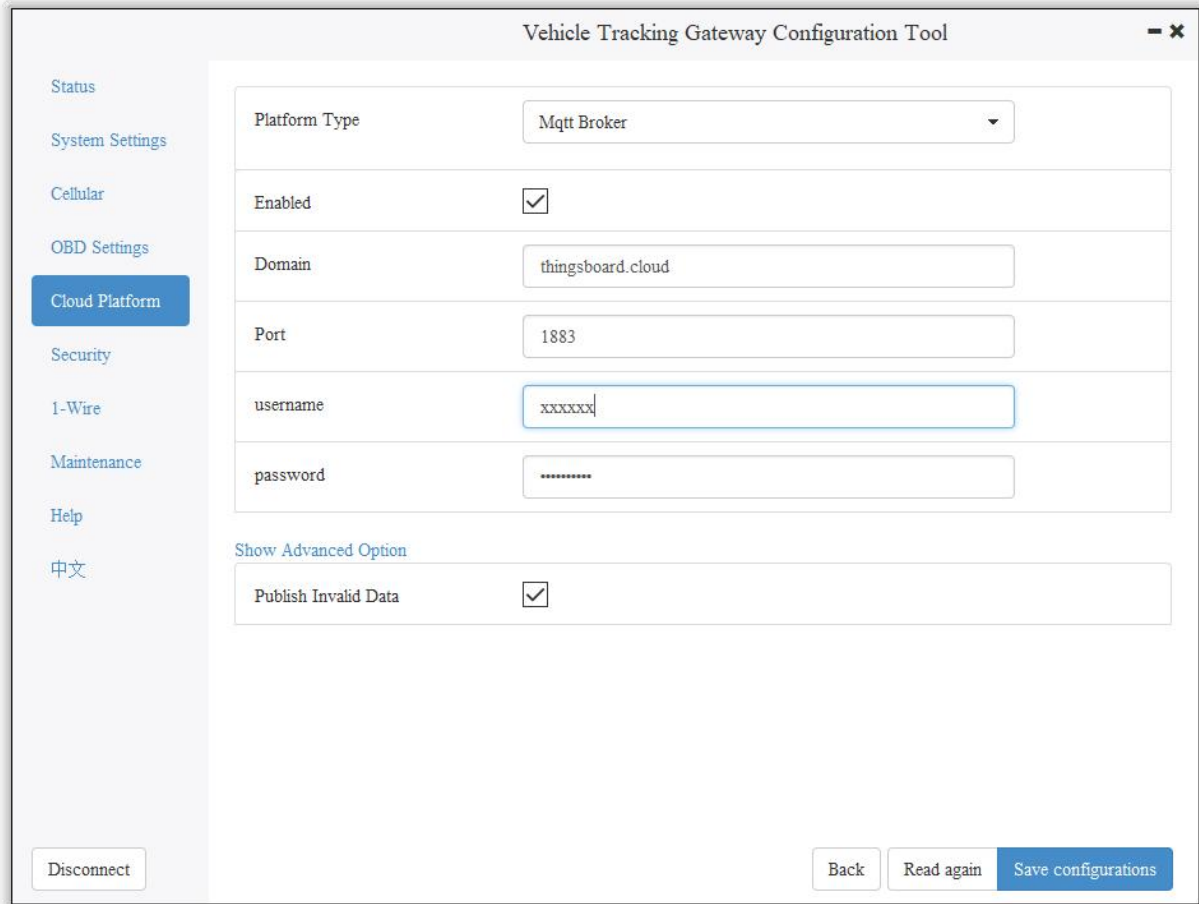 Vehicle Tracking Gateway Configuration Tool
Status
System Settings
Cellular
OBD Settings
Cloud Platform
Security
1-Wire
Maintenance
Help
中文
Platform Type
Mqtt Broker
Enabled
Domain
thingsboard.cloud
Port
1883
username
xxxxxx
password
••••••••••
Show Advanced Option
Publish Invalid Data
Disconnect
Back
Read again
Save configurations